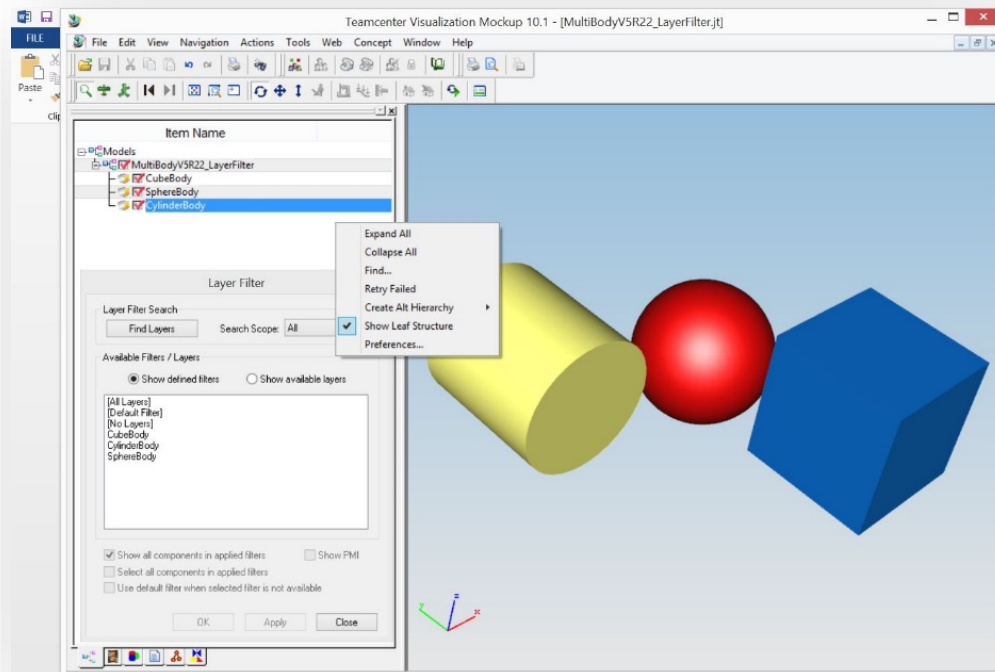 Teamcenter Visualization Mockup 10.1 - [MultiBodyV5R22_LayerFilter.jt]
FILE
File Edit View Navigation Actions Tools Web Concept Window Help
Paste
Clip
Item Name
Models
MultiBodyV5R22_LayerFilter
CubeBody
SphereBody
CylinderBody
Expand All
Collapse All
Find...
Retry Failed
Create Alt Hierarchy
Show Leaf Structure
Preferences...
Layer Filter
Layer Filter Search
Find Layers Search Scope: All
Available Filters / Layers
Show defined filters Show available layers
[All Layers]
[Default Filter]
[No Layers]
CubeBody
CylinderBody
SphereBody
Show all components in applied filters Show PMI
Select all components in applied filters
Use default filter when selected filter is not available
OK Apply Close
z
y x